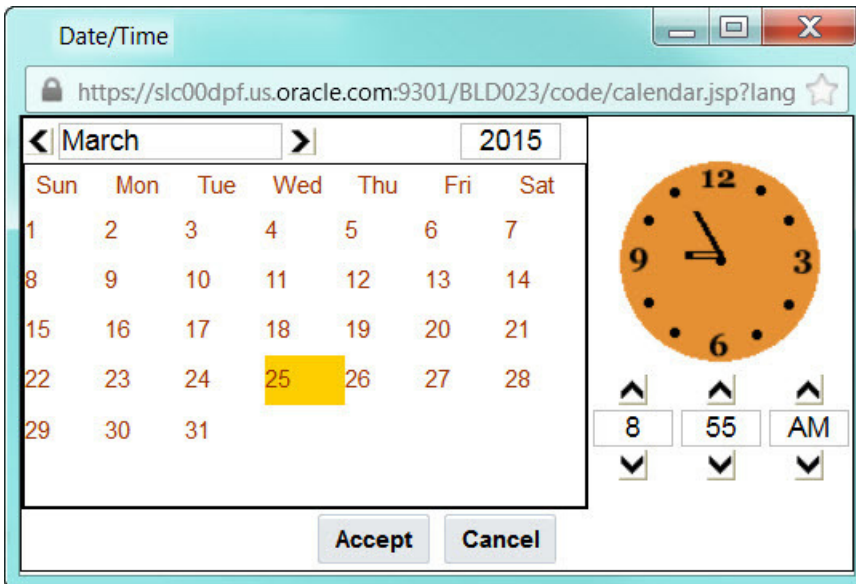 Date/Time
https://slc00dpf.us.oracle.com:9301/BLD023/code/calendar.jsp?lang
March 2015
Sun Mon Tue Wed Thu Fri Sat
1 2 3 4 5 6 7
8 9 10 11 12 13 14
15 16 17 18 19 20 21
22 23 24 25 26 27 28
29 30 31
12
9 3
6
8 55 AM
Accept Cancel